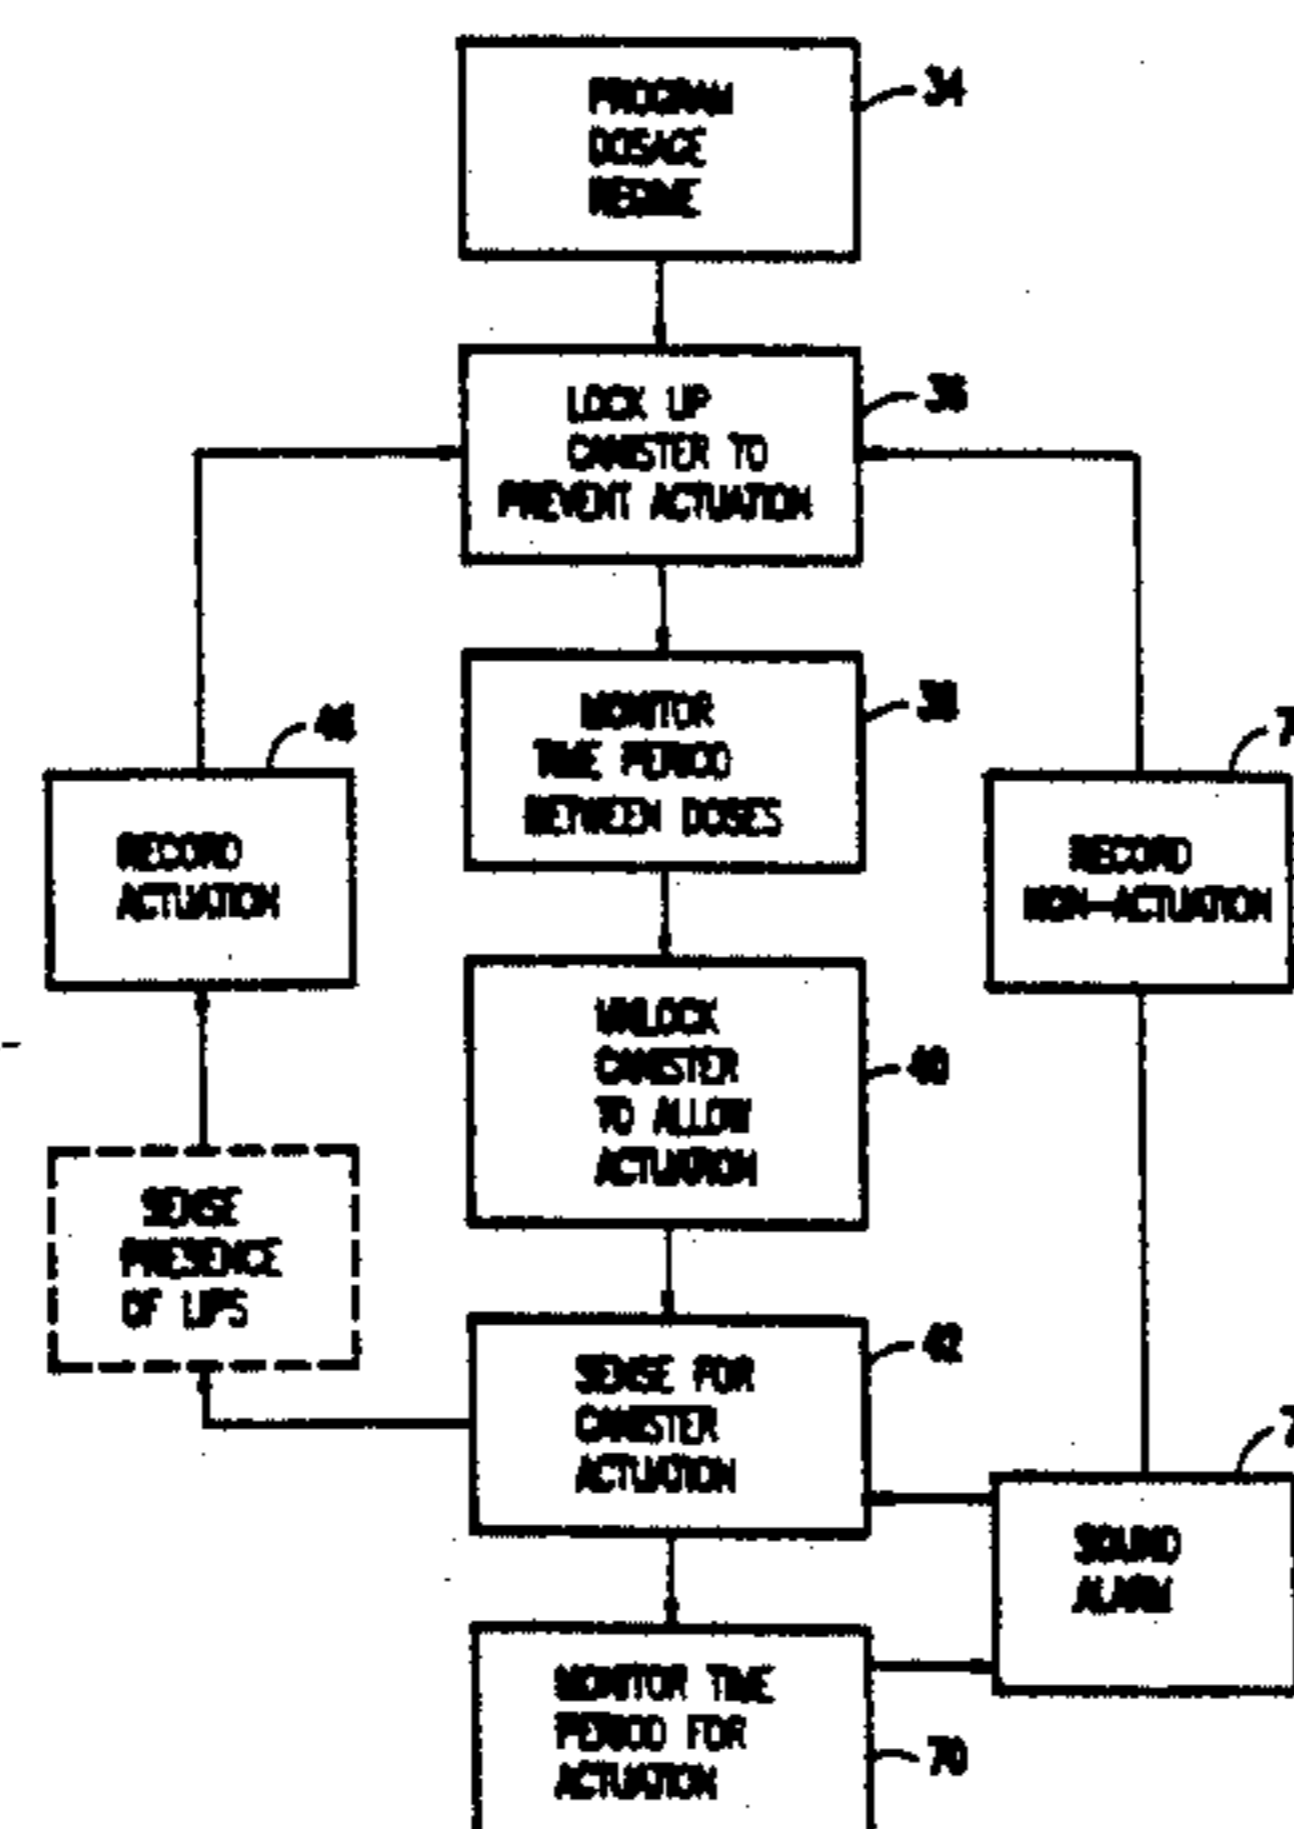 PROGRAM
DOSAGE
REGIME
34
LOCK UP
CANISTER TO
PREVENT ACTUATION
36
MONITOR
TIME PERIOD
BETWEEN DOSES
38
46
RECORD
ACTUATION
RECORD
NON-ACTUATION
UNLOCK
CANISTER
TO ALLOW
ACTUATION
40
SENSE
PRESENCE
OF LIPS
SENSE FOR
CANISTER
ACTUATION
42
SOUND
ALARM
MONITOR TIME
PERIOD FOR
ACTUATION
70